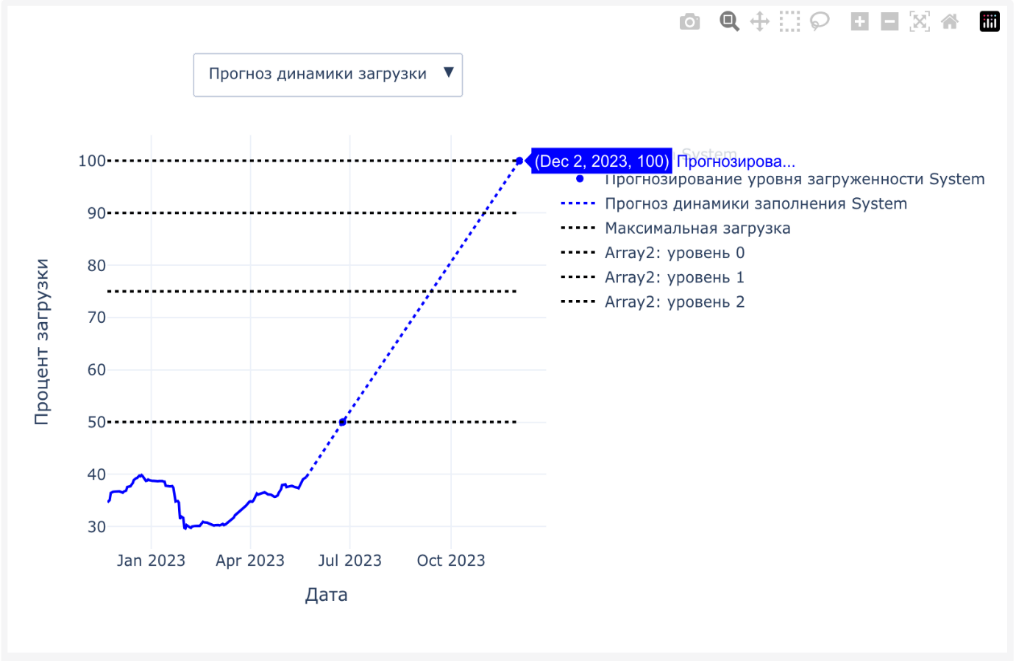 Прогноз динамики загрузки ▼
100
90
80
70
60
50
40
30
Процент загрузки
Jan 2023
Apr 2023
Jul 2023
Oct 2023
Дата
(Dec 2, 2023, 100) Прогнозирова...
System
Прогнозирование уровня загруженности System
Прогноз динамики заполнения System
Максимальная загрузка
Array2: уровень 0
Array2: уровень 1
Array2: уровень 2